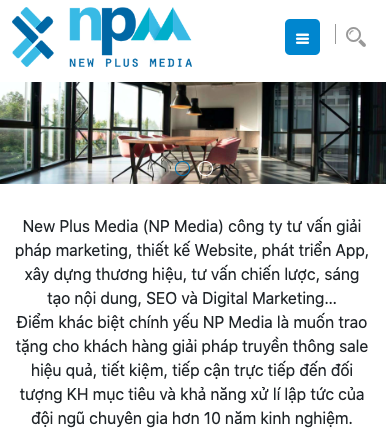 npm
NEW PLUS MEDIA
New Plus Media (NP Media) công ty tư vấn giải
pháp marketing, thiết kế Website, phát triển App,
xây dựng thương hiệu, tư vấn chiến lược, sáng
tạo nội dung, SEO và Digital Marketing...
Điểm khác biệt chính yếu NP Media là muốn trao
tặng cho khách hàng giải pháp truyền thông sale
hiệu quả, tiết kiệm, tiếp cận trực tiếp đến đối
tượng KH mục tiêu và khả năng xử lí lập tức của
đội ngũ chuyên gia hơn 10 năm kinh nghiệm.